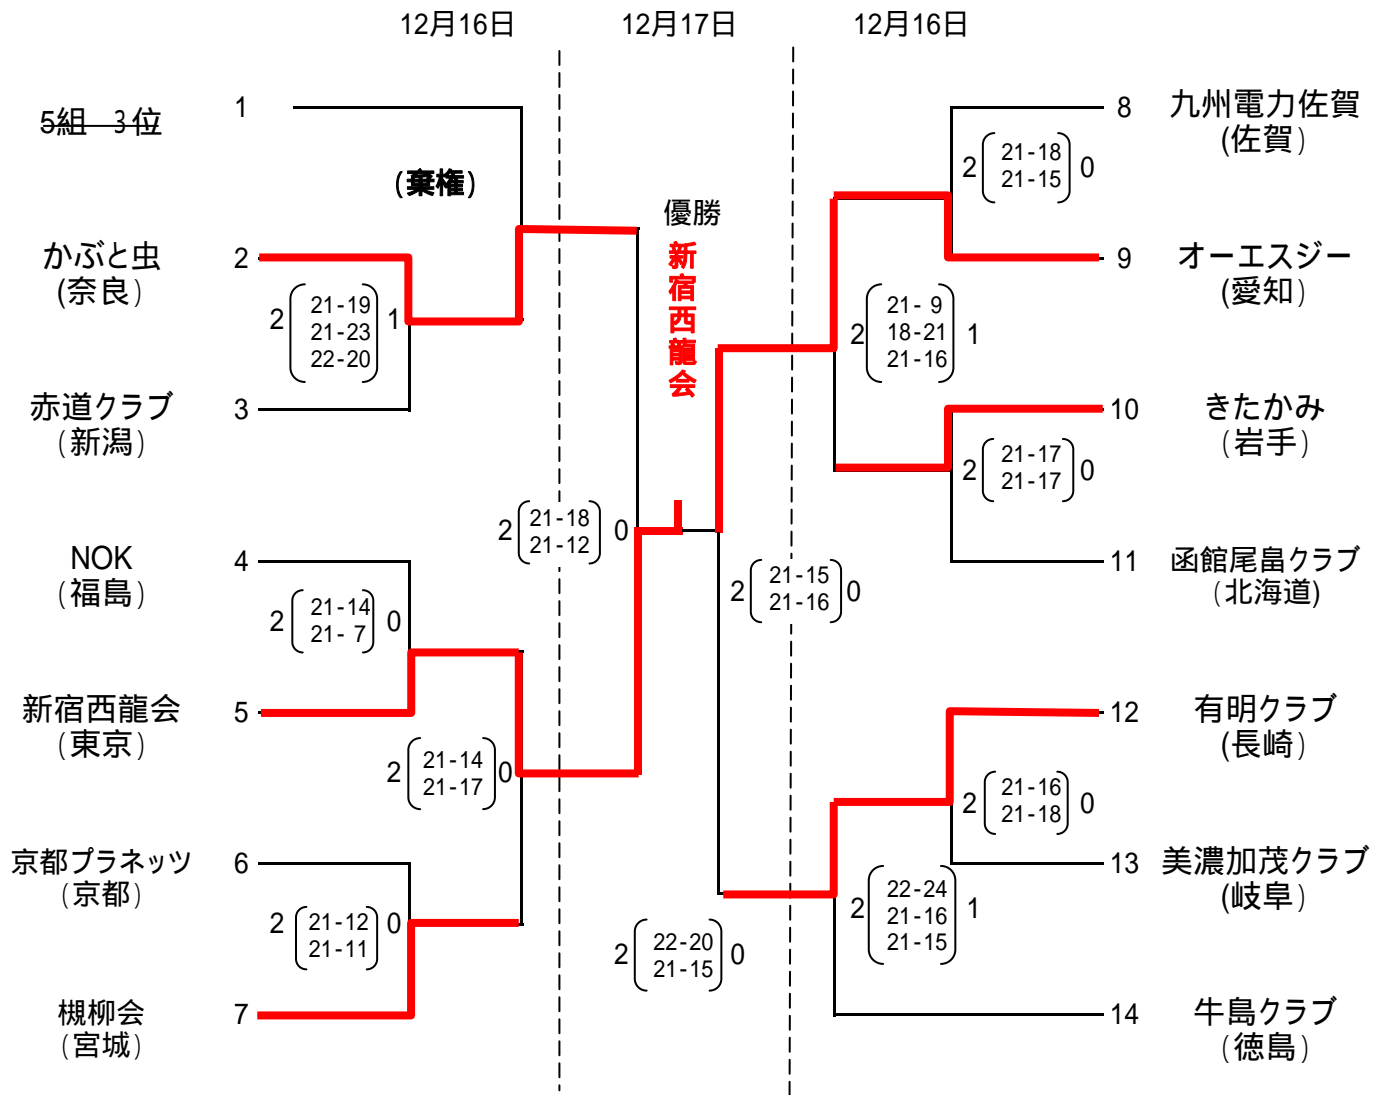 12月16日
12月17日
12月16日
5組 3位
1
(棄権)
かぶと虫
(奈良)
2
2
21-19
21-23
22-20
1
赤道クラブ
(新潟)
3
NOK
(福島)
4
2
21-14
21- 7
0
新宿西龍会
(東京)
5
2
21-14
21-17
0
京都プラネッツ
(京都)
6
2
21-12
21-11
0
槻柳会
(宮城)
7
優勝
新宿西龍会
2
21-18
21-12
0
2
21-15
21-16
0
2
22-20
21-15
0
8
九州電力佐賀
(佐賀)
2
21-18
21-15
0
9
オーエスジー
(愛知)
2
21- 9
18-21
21-16
1
10
きたかみ
(岩手)
2
21-17
21-17
0
11
函館尾畠クラブ
(北海道)
12
有明クラブ
(長崎)
2
21-16
21-18
0
13
美濃加茂クラブ
(岐阜)
2
22-24
21-16
21-15
1
14
牛島クラブ
(徳島)